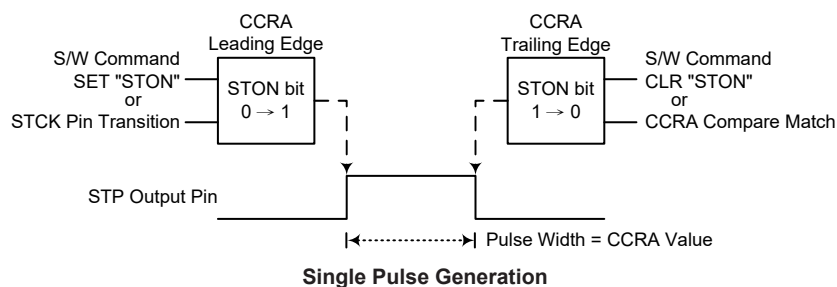 CCRA
Leading Edge
S/W Command
SET "STON"
or
STCK Pin Transition
STON bit
0 → 1
CCRA
Trailing Edge
STON bit
1 → 0
S/W Command
CLR "STON"
or
CCRA Compare Match
STP Output Pin
Pulse Width = CCRA Value
Single Pulse Generation